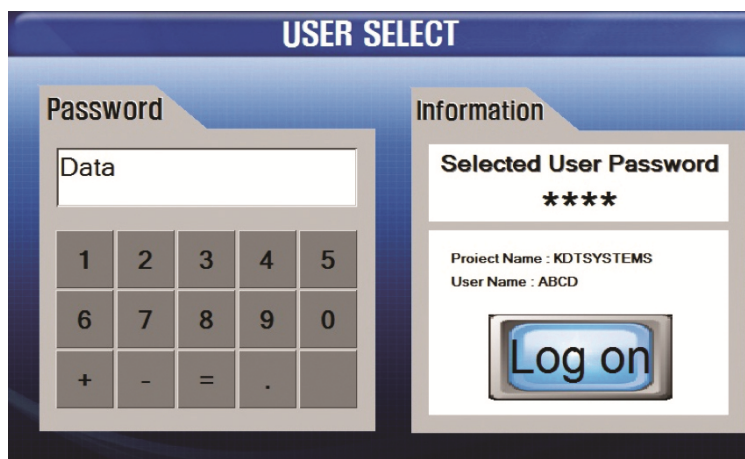 USER SELECT
Password
Data
1 2 3 4 5
6 7 8 9 0
+ - = .
Information
Selected User Password
****
Proiect Name : KDTSYSTEMS
User Name : ABCD
Log on